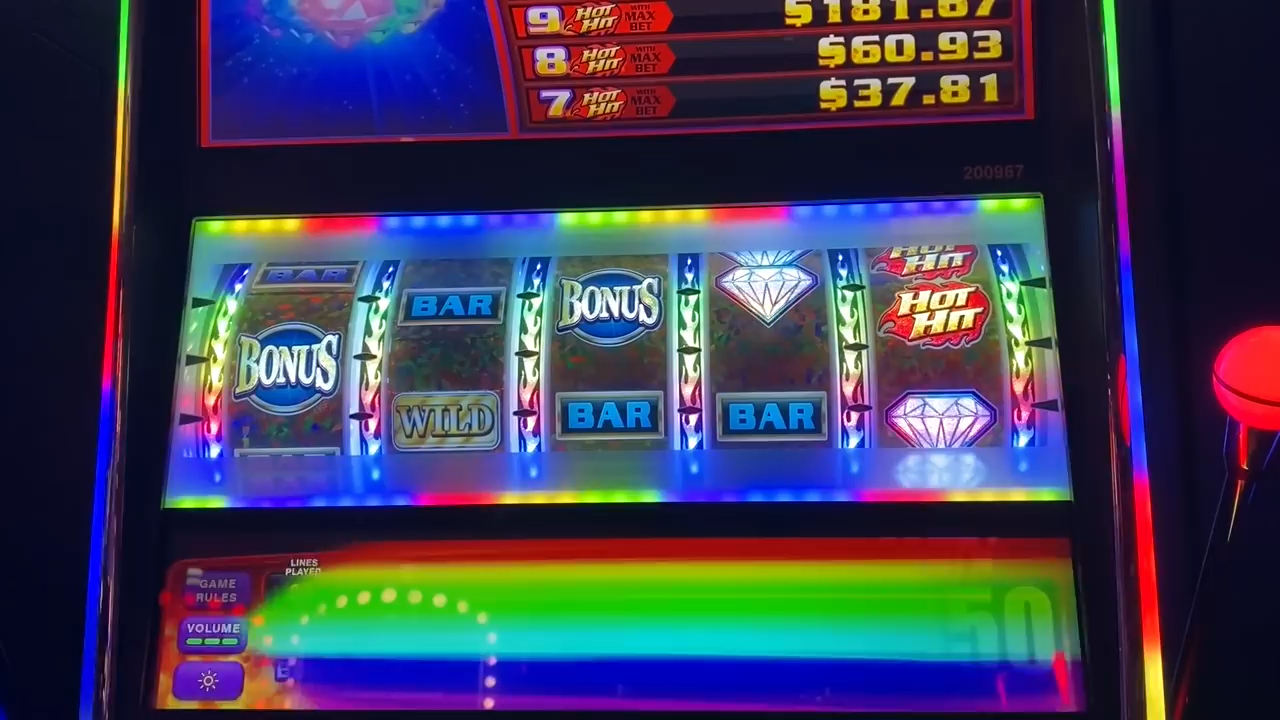 9 HOT HIT WITH MAX BET $181.87
8 HOT HIT WITH MAX BET $60.93
7 HOT HIT WITH MAX BET $37.81
200967
BAR
BONUS
BAR
WILD
BONUS
BAR
BAR
HOT HIT
HOT
HIT
GAME
RULES
LINES
PLAYED
VOLUME
50